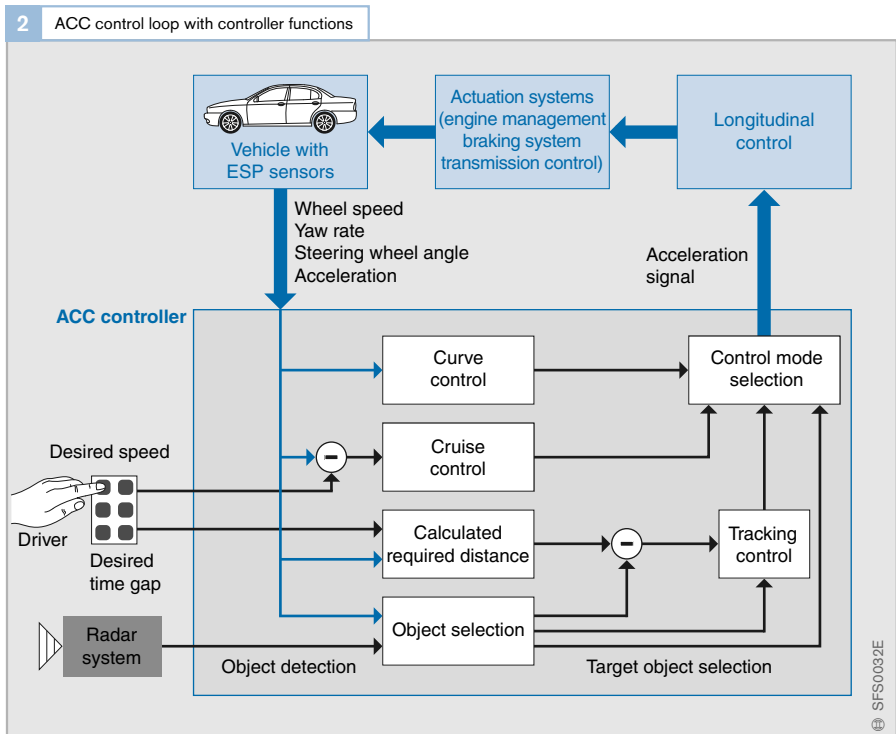 2 ACC control loop with controller functions
Vehicle with
ESP sensors
Actuation systems
(engine management
braking system
transmission control)
Longitudinal
control
Wheel speed
Yaw rate
Steering wheel angle
Acceleration
Acceleration
signal
ACC controller
Curve
control
Control mode
selection
Desired speed
Cruise
control
Driver
Desired
time gap
Calculated
required distance
Tracking
control
Radar
system
Object selection
Object detection
Target object selection
SFS0032E